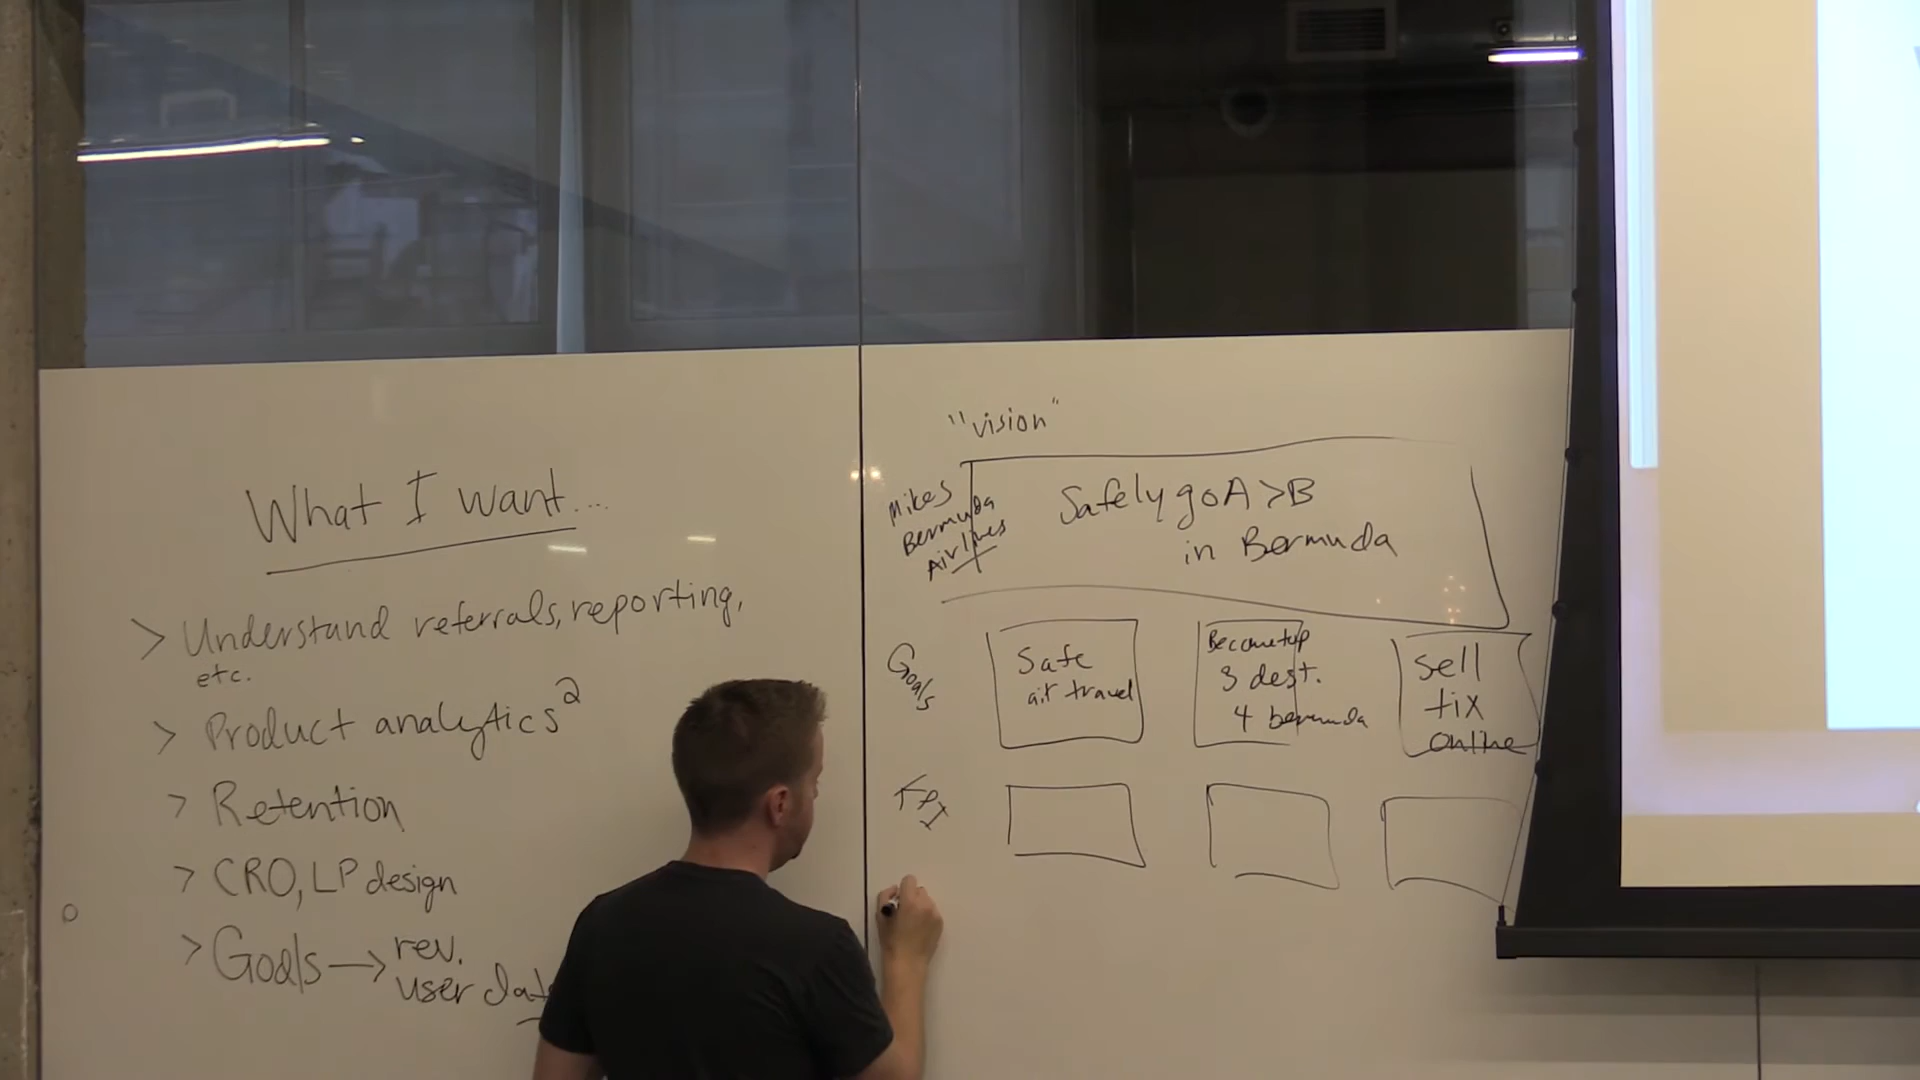 What I want...
> Understand referrals, reporting,
etc.
> Product analytics²
> Retention
> CRO, LP design
> Goals → rev.
user dat
"vision"
Mikes
Bermuda
Airlines
Safely go A > B
in Bermuda
Goals
Safe
air travel
Become top
3 dest.
4 bermuda
Sell
tix
online
KPI